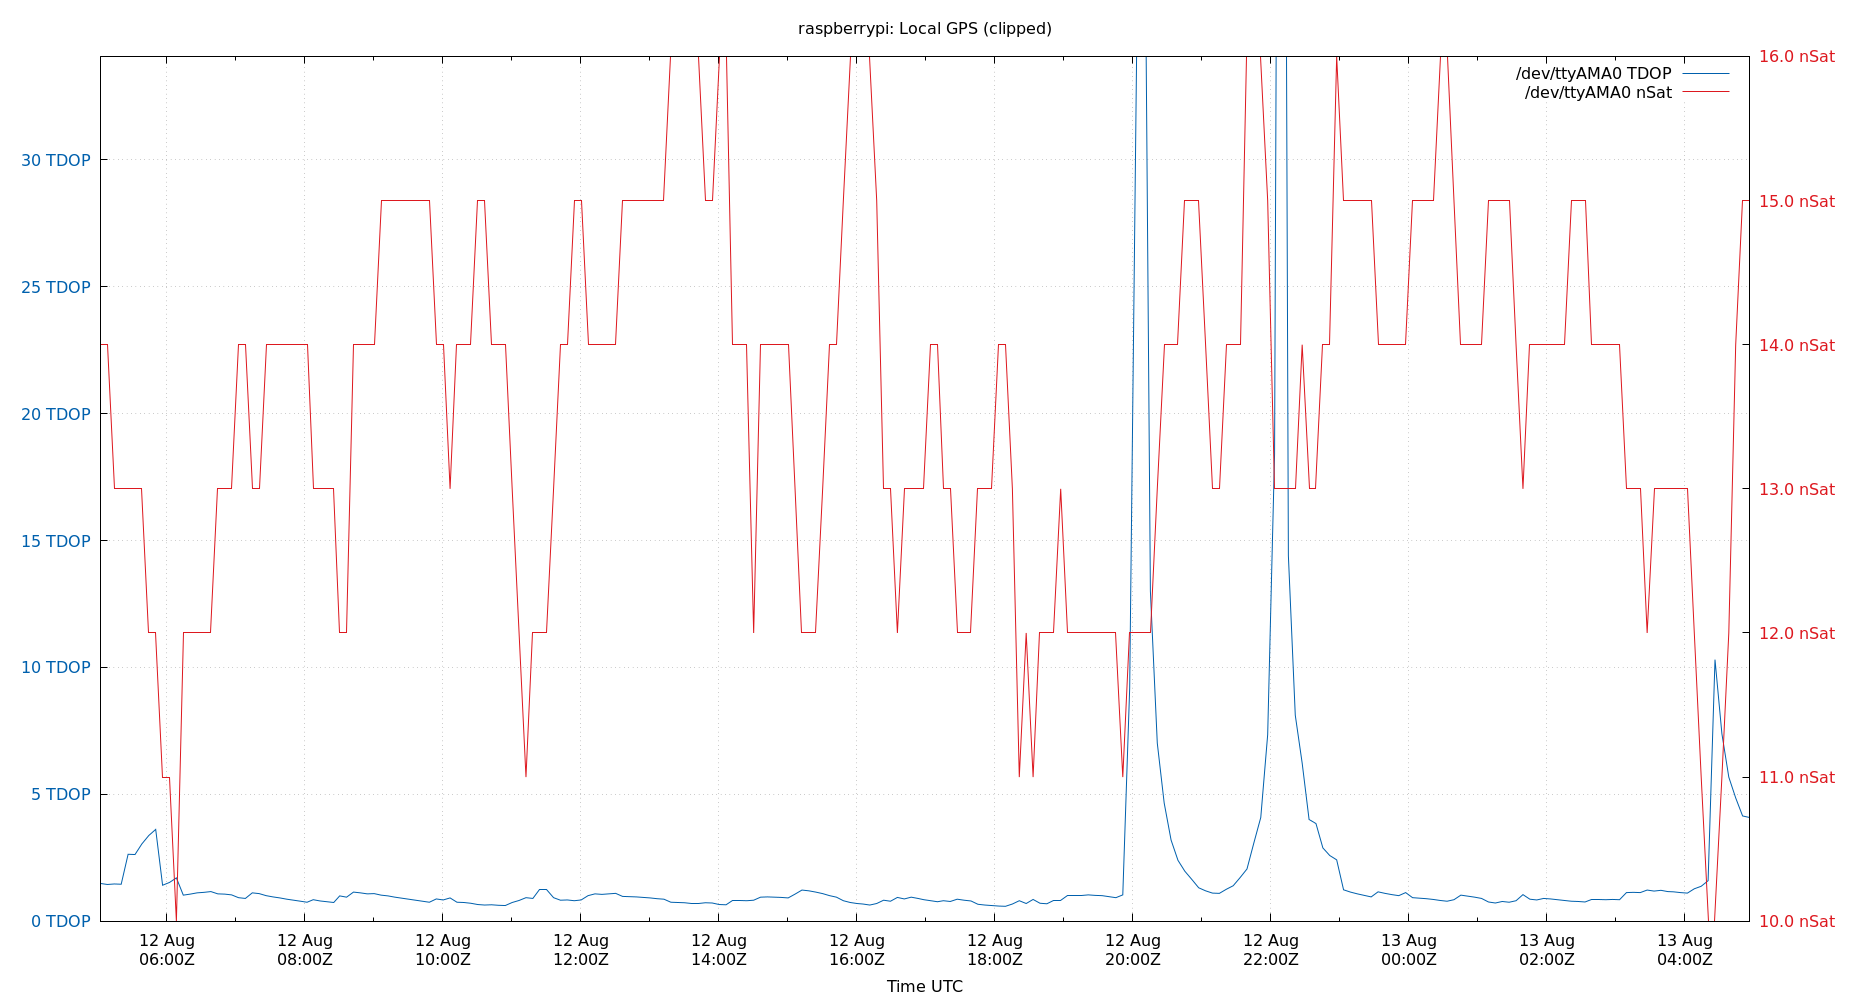 raspberrypi: Local GPS (clipped)
/dev/ttyAMA0 TDOP
/dev/ttyAMA0 nSat
30 TDOP
25 TDOP
20 TDOP
15 TDOP
10 TDOP
5 TDOP
0 TDOP
16.0 nSat
15.0 nSat
14.0 nSat
13.0 nSat
12.0 nSat
11.0 nSat
10.0 nSat
12 Aug
06:00Z
12 Aug
08:00Z
12 Aug
10:00Z
12 Aug
12:00Z
12 Aug
14:00Z
12 Aug
16:00Z
12 Aug
18:00Z
12 Aug
20:00Z
12 Aug
22:00Z
13 Aug
00:00Z
13 Aug
02:00Z
13 Aug
04:00Z
Time UTC